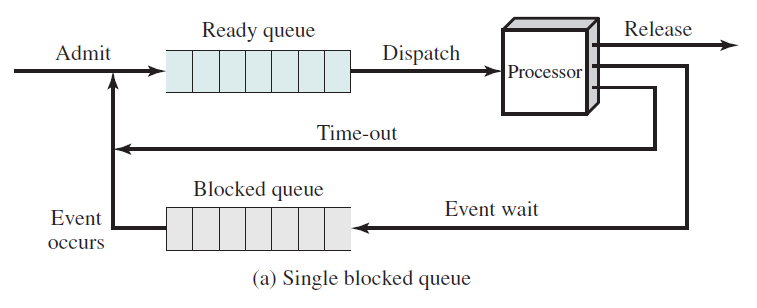 Ready queue
Release
Admit
Dispatch
Processor
Time-out
Blocked queue
Event wait
Event
occurs
(a) Single blocked queue